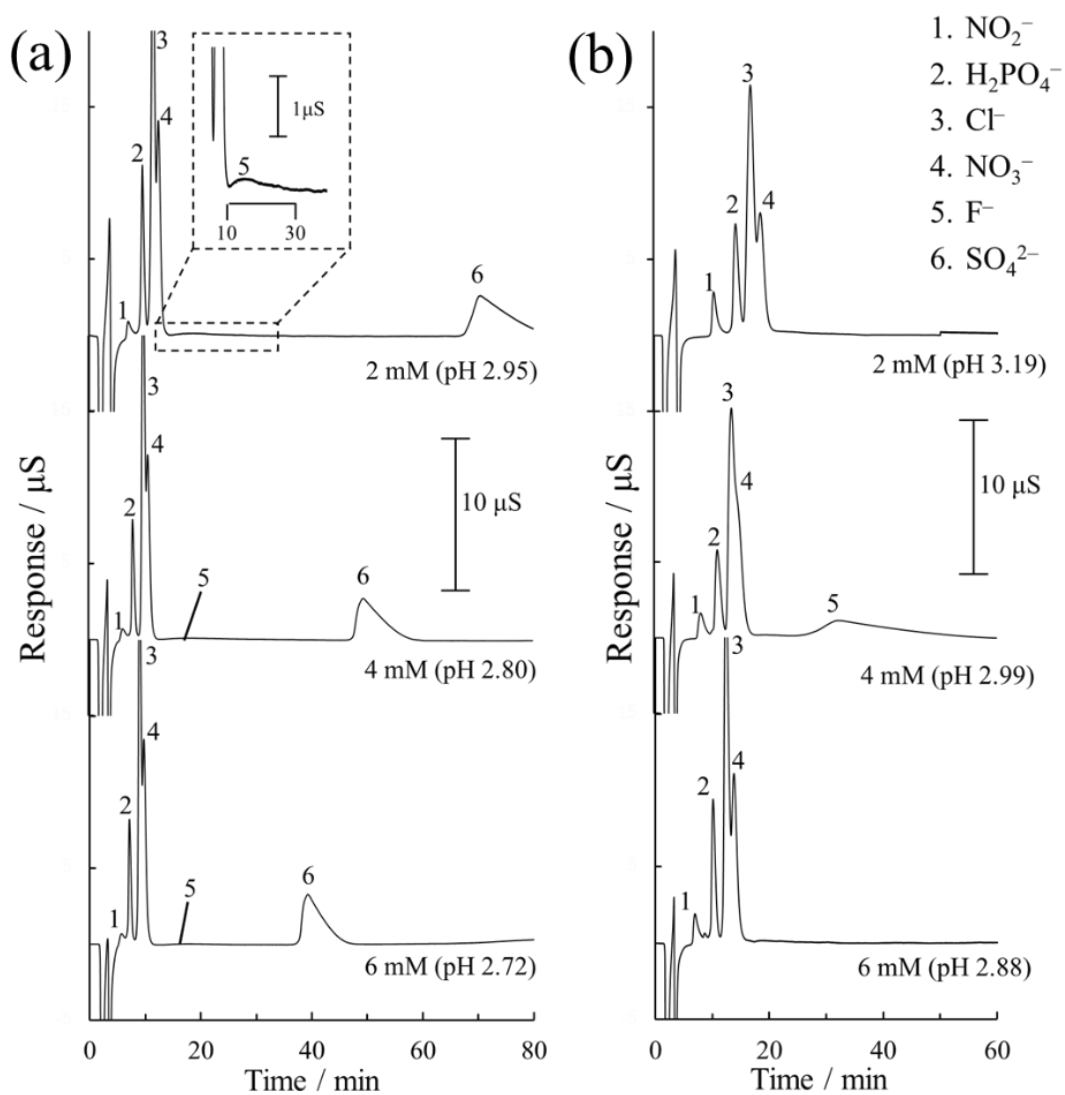 (a)
3
4
2
1
1μS
5
10 30
6
2 mM (pH 2.95)
3
4
2
1
5
6
10 μS
4 mM (pH 2.80)
3
4
2
1
5
6
6 mM (pH 2.72)
Response / μS
0 20 40 60 80
Time / min
(b)
1. NO₂⁻
2. H₂PO₄⁻
3. Cl⁻
4. NO₃⁻
5. F⁻
6. SO₄²⁻
3
2 4
1
2 mM (pH 3.19)
3
4
2
1
5
10 μS
4 mM (pH 2.99)
3
4
2
1
6 mM (pH 2.88)
Response / μS
0 20 40 60
Time / min